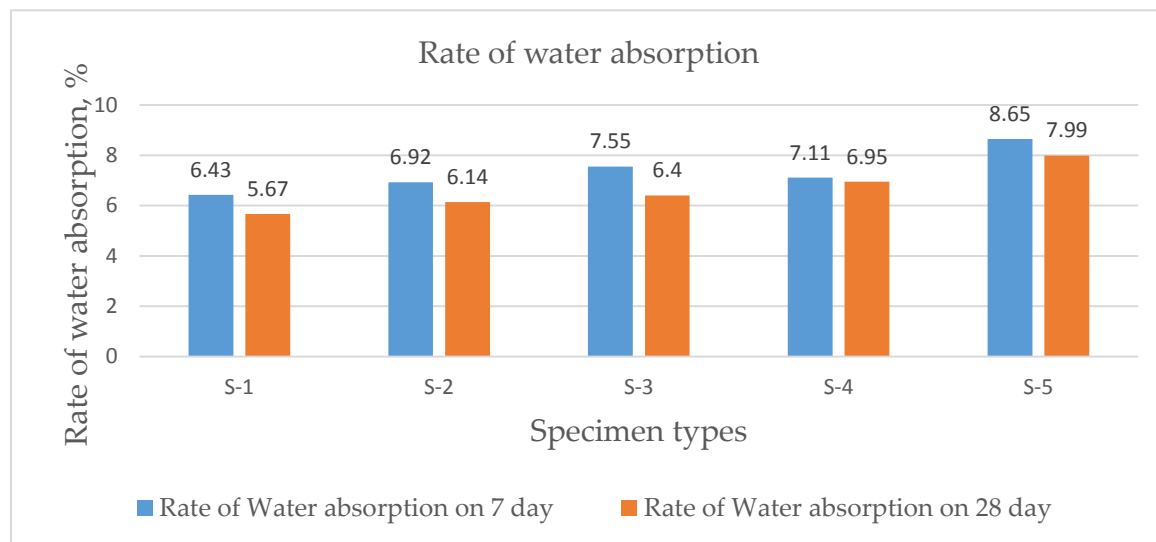 Rate of water absorption
Rate of water absorption, %
10
8
6
4
2
0
6.43
5.67
6.92
6.14
7.55
6.4
7.11
6.95
8.65
7.99
S-1
S-2
S-3
S-4
S-5
Specimen types
Rate of Water absorption on 7 day
Rate of Water absorption on 28 day